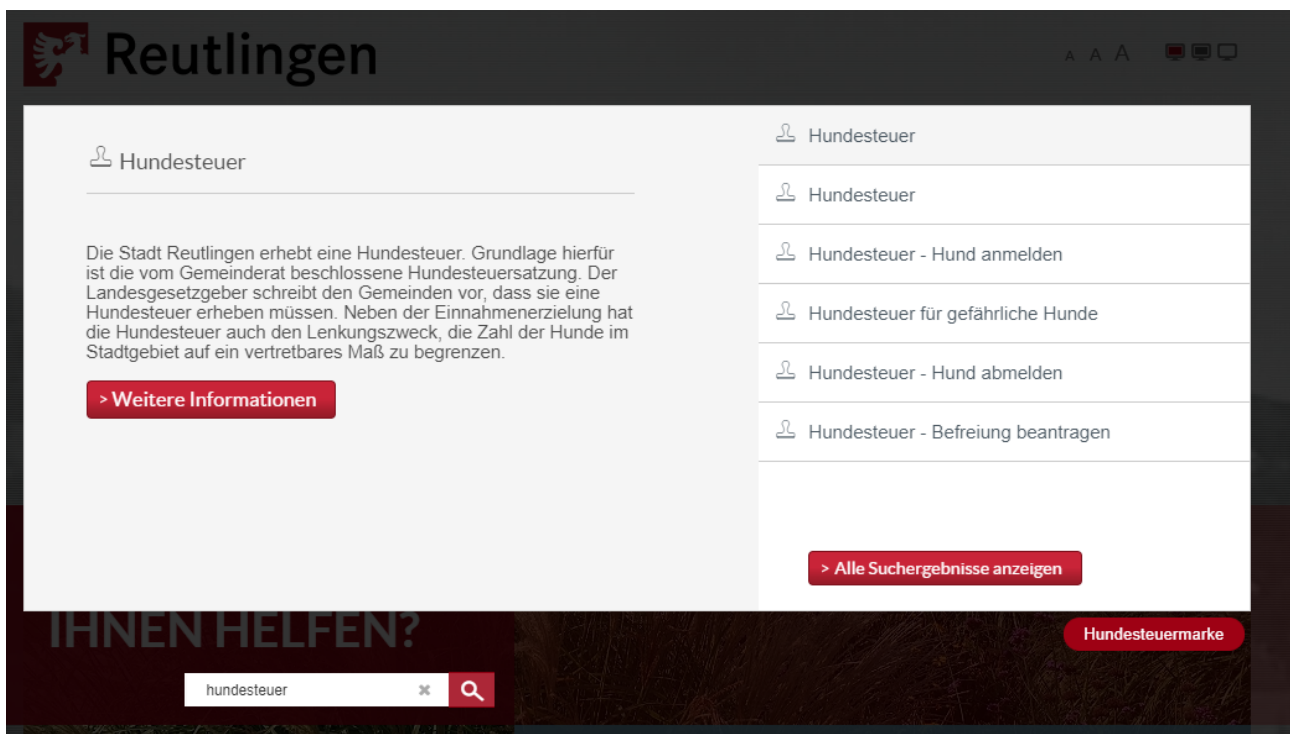 Reutlingen
A A A
Hundesteuer
Die Stadt Reutlingen erhebt eine Hundesteuer. Grundlage hierfür
ist die vom Gemeinderat beschlossene Hundesteuersatzung. Der
Landesgesetzgeber schreibt den Gemeinden vor, dass sie eine
Hundesteuer erheben müssen. Neben der Einnahmenerzielung hat
die Hundesteuer auch den Lenkungszweck, die Zahl der Hunde im
Stadtgebiet auf ein vertretbares Maß zu begrenzen.
> Weitere Informationen
Hundesteuer
Hundesteuer
Hundesteuer - Hund anmelden
Hundesteuer für gefährliche Hunde
Hundesteuer - Hund abmelden
Hundesteuer - Befreiung beantragen
> Alle Suchergebnisse anzeigen
IHNEN HELFEN?
Hundesteuermarke
hundesteuer